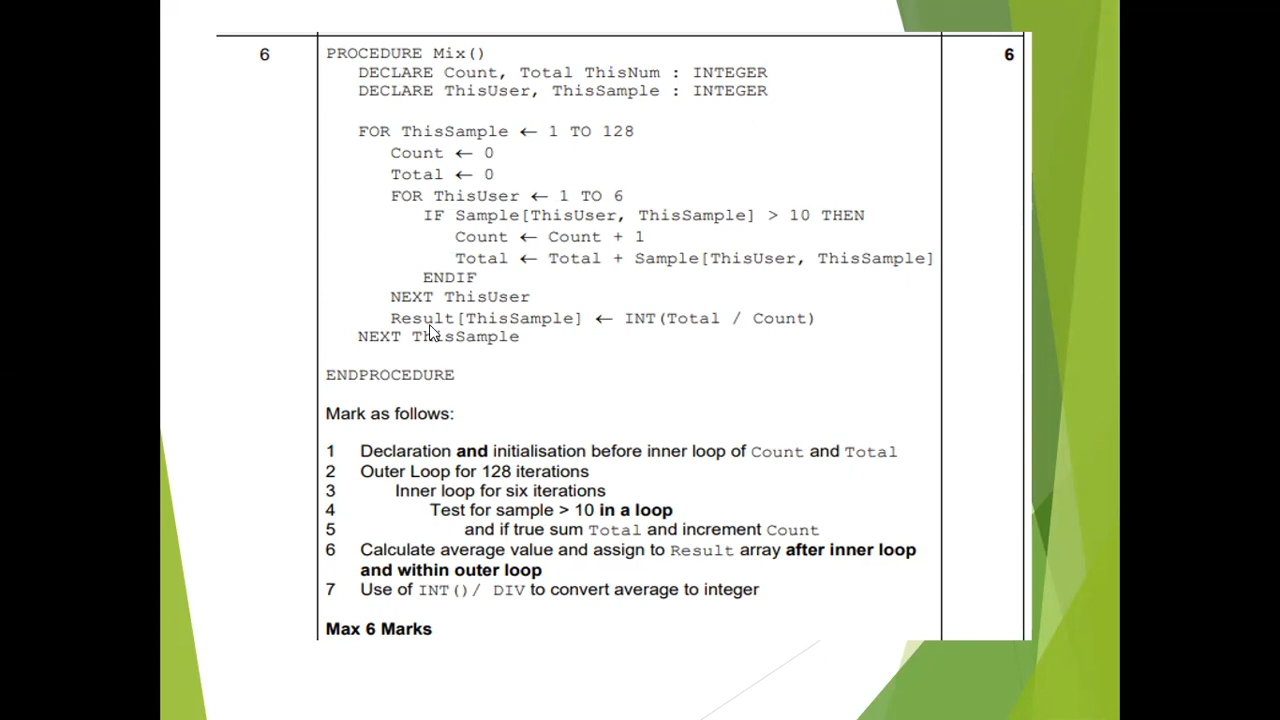 6
6
PROCEDURE Mix()
DECLARE Count, Total ThisNum : INTEGER
DECLARE ThisUser, ThisSample : INTEGER
FOR ThisSample ← 1 TO 128
Count ← 0
Total ← 0
FOR ThisUser ← 1 TO 6
IF Sample[ThisUser, ThisSample] > 10 THEN
Count ← Count + 1
Total ← Total + Sample[ThisUser, ThisSample]
ENDIF
NEXT ThisUser
Result[ThisSample] ← INT(Total / Count)
NEXT ThisSample
ENDPROCEDURE
Mark as follows:
1 Declaration and initialisation before inner loop of Count and Total
2 Outer Loop for 128 iterations
3 Inner loop for six iterations
4 Test for sample > 10 in a loop
5 and if true sum Total and increment Count
6 Calculate average value and assign to Result array after inner loop
and within outer loop
7 Use of INT()/ DIV to convert average to integer
Max 6 Marks